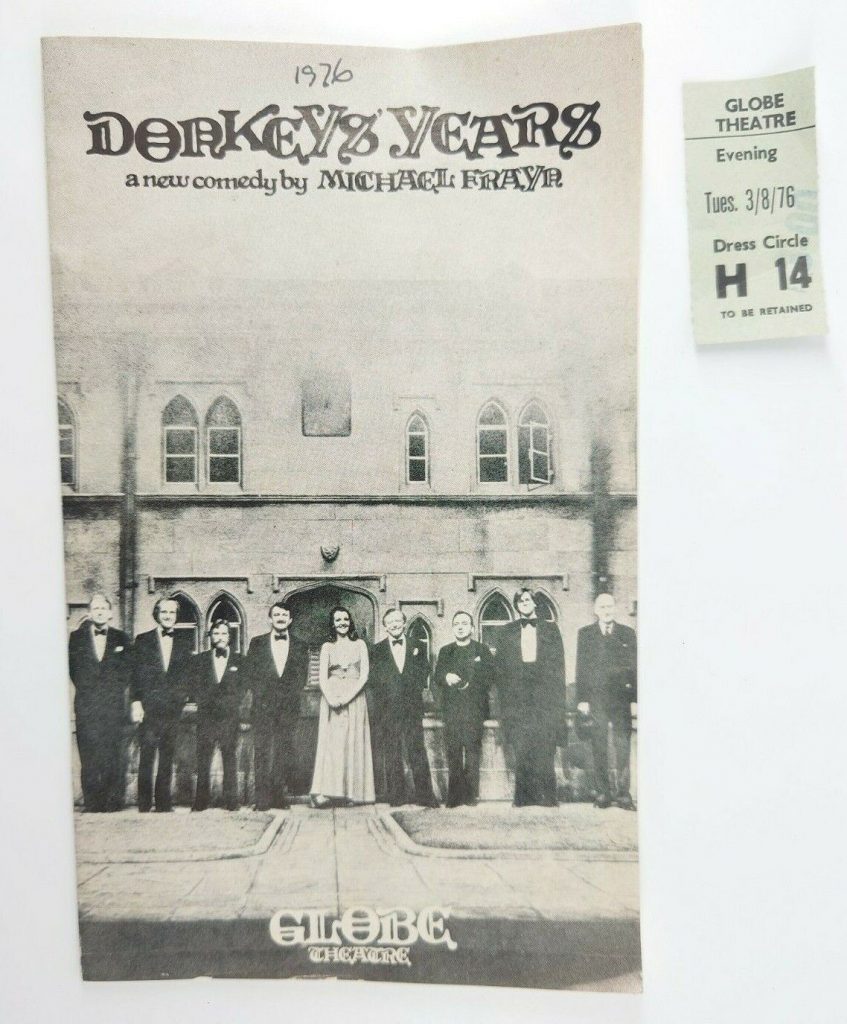 1976
DONKEYS' YEARS
a new comedy by MICHAEL FRAYN
GLOBE
THEATRE
GLOBE
THEATRE
Evening
Tues. 3/8/76
Dress Circle
H 14
TO BE RETAINED